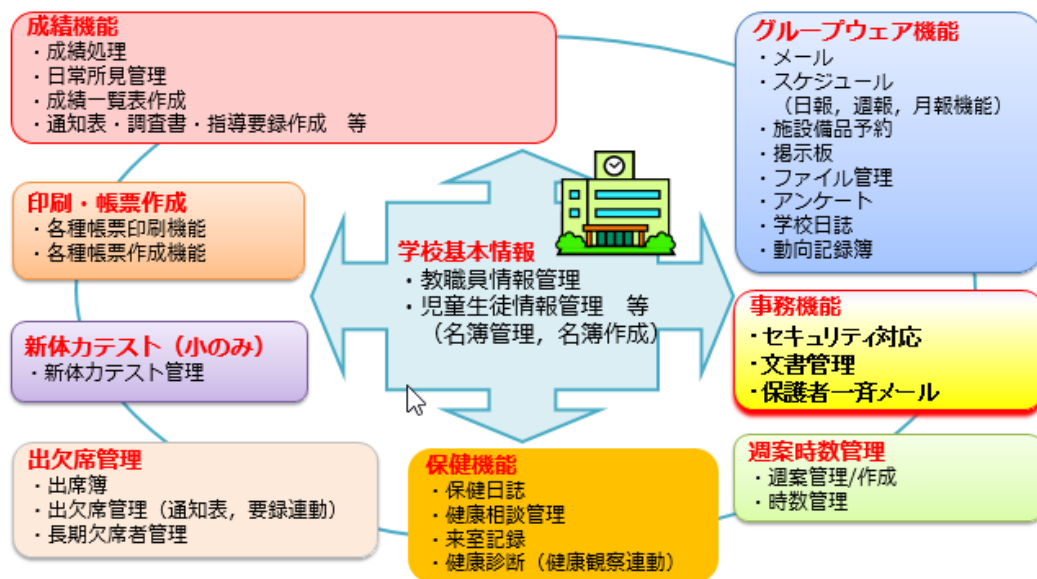 成績機能
・成績処理
・日常所見管理
・成績一覧表作成
・通知表・調査書・指導要録作成　等
グループウェア機能
・メール
・スケジュール
（日報，週報，月報機能）
・施設備品予約
・掲示板
・ファイル管理
・アンケート
・学校日誌
・動向記録簿
印刷・帳票作成
・各種帳票印刷機能
・各種帳票作成機能
学校基本情報
・教職員情報管理
・児童生徒情報管理　等
（名簿管理，名簿作成）
事務機能
・セキュリティ対応
・文書管理
・保護者一斉メール
新体力テスト（小のみ）
・新体力テスト管理
出欠席管理
・出席簿
・出欠席管理（通知表，要録連動）
・長期欠席者管理
保健機能
・保健日誌
・健康相談管理
・来室記録
・健康診断（健康観察連動）
週案時数管理
・週案管理/作成
・時数管理